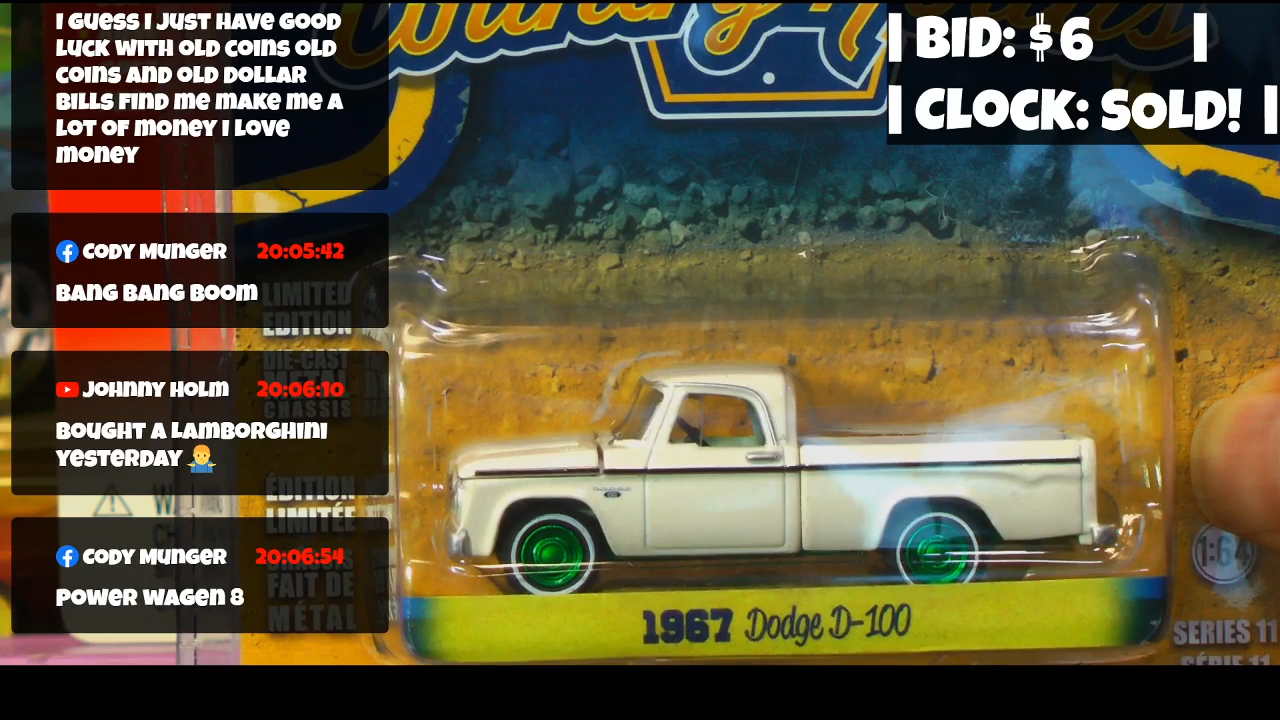 I GUESS I JUST HAVE GOOD
LUCK WITH OLD COINS OLD
COINS AND OLD DOLLAR
BILLS FIND ME MAKE ME A
LOT OF MONEY I LOVE
MONEY
CODY MUNGER 20:05:42
BANG BANG BOOM
JOHNNY HOLM 20:06:10
BOUGHT A LAMBORGHINI
YESTERDAY 🤷‍♂️
CODY MUNGER 20:06:54
POWER WAGEN 8
| BID: $6 |
| CLOCK: SOLD! |
LIMITED
EDITION
DIE-CAST
METAL
CHASSIS
ÉDITION
LIMITÉE
CHASSIS
FAIT DE
MÉTAL
1967 Dodge D-100
1:64
SERIES 11
SÉRIE 11